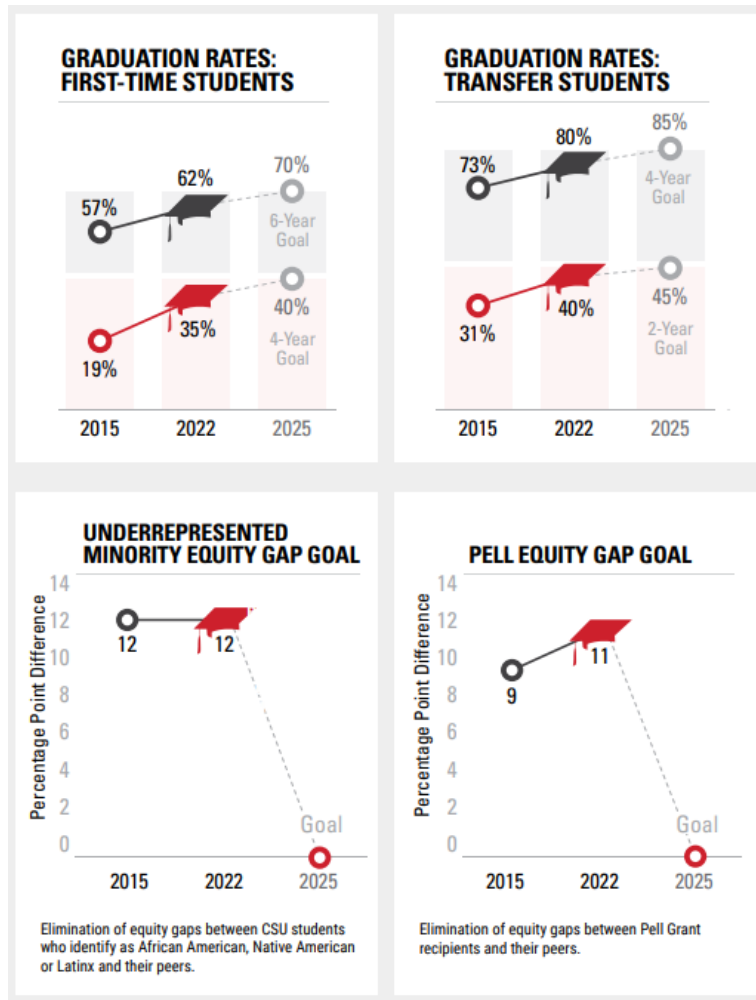 GRADUATION RATES:
FIRST-TIME STUDENTS
70%
62%
57%
6-Year
Goal
40%
35%
4-Year
Goal
19%
2015 2022 2025
GRADUATION RATES:
TRANSFER STUDENTS
85%
80%
73%
4-Year
Goal
45%
40%
31%
2-Year
Goal
2015 2022 2025
UNDERREPRESENTED
MINORITY EQUITY GAP GOAL
Percentage Point Difference
14
12
10
8
6
4
2
0
12 12
Goal
2015 2022 2025
Elimination of equity gaps between CSU students
who identify as African American, Native American
or Latinx and their peers.
PELL EQUITY GAP GOAL
Percentage Point Difference
14
12
10
8
6
4
2
0
11
9
Goal
2015 2022 2025
Elimination of equity gaps between Pell Grant
recipients and their peers.